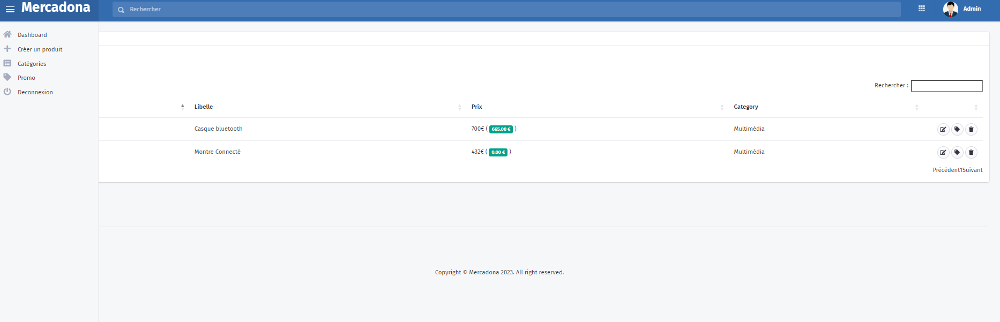 Mercadona
Rechercher
Admin
Dashboard
Créer un produit
Catégories
Promo
Deconnexion
Rechercher :
Libelle Prix Category
Casque bluetooth 700€ ( 665.00 € ) Multimédia
Montre Connecté 432€ ( 0.00 € ) Multimédia
Précédent1Suivant
Copyright © Mercadona 2023. All right reserved.